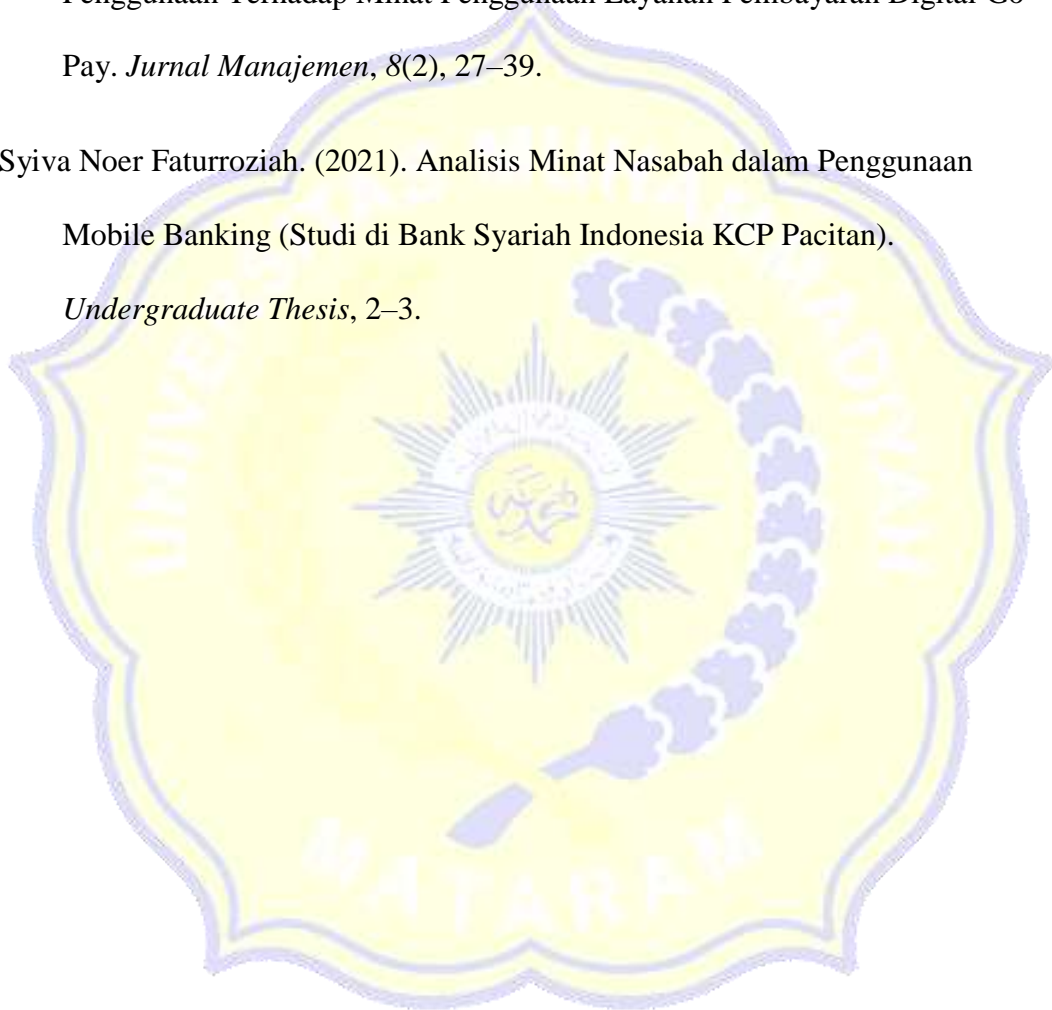 Penggunaan Terhadap Minat Penggunaan Layanan Pembayaran Digital Go
Pay. Jurnal Manajemen, 8(2), 27–39.
Syiva Noer Faturroziah. (2021). Analisis Minat Nasabah dalam Penggunaan
Mobile Banking (Studi di Bank Syariah Indonesia KCP Pacitan).
Undergraduate Thesis, 2–3.
UNIVERSITAS MUHAMMADIYAH
MATARAM